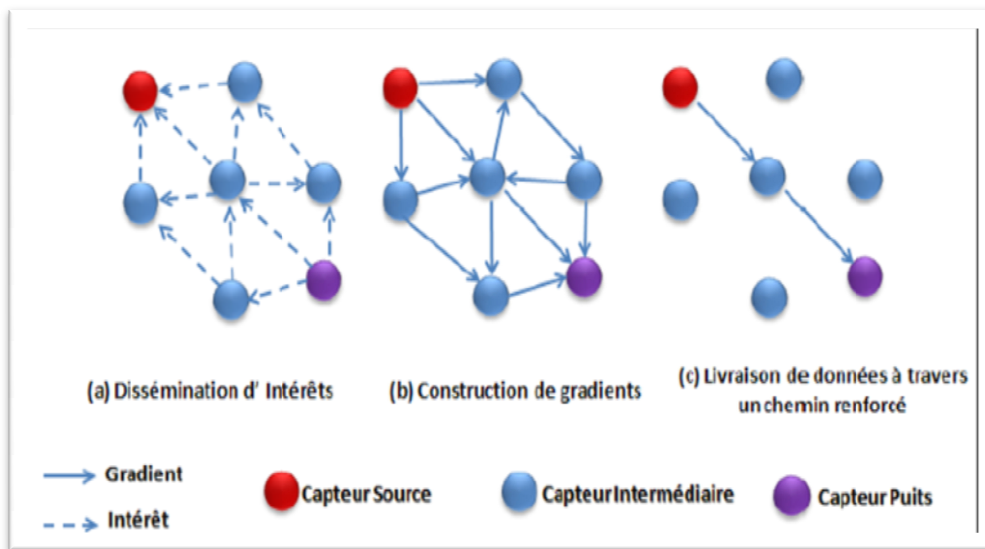 (a) Dissémination d' Intérêts
(b) Construction de gradients
(c) Livraison de données à travers
un chemin renforcé
Gradient
Intérêt
Capteur Source
Capteur Intermédiaire
Capteur Puits